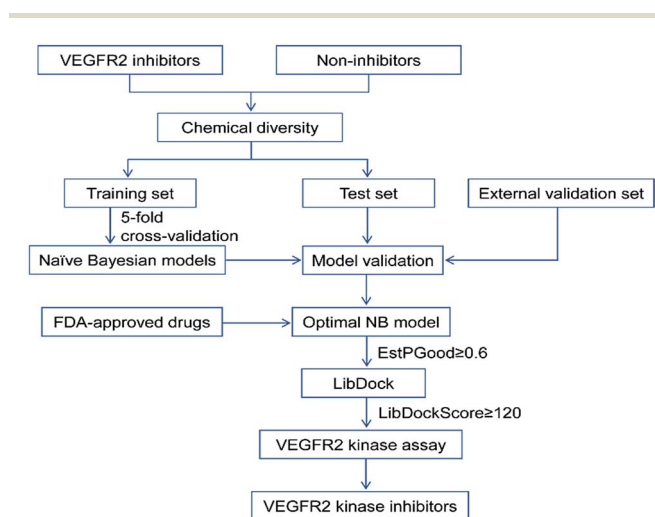 VEGFR2 inhibitors
Non-inhibitors
Chemical diversity
Training set
Test set
External validation set
5-fold
cross-validation
Naïve Bayesian models
Model validation
FDA-approved drugs
Optimal NB model
EstPGood≥0.6
LibDock
LibDockScore≥120
VEGFR2 kinase assay
VEGFR2 kinase inhibitors